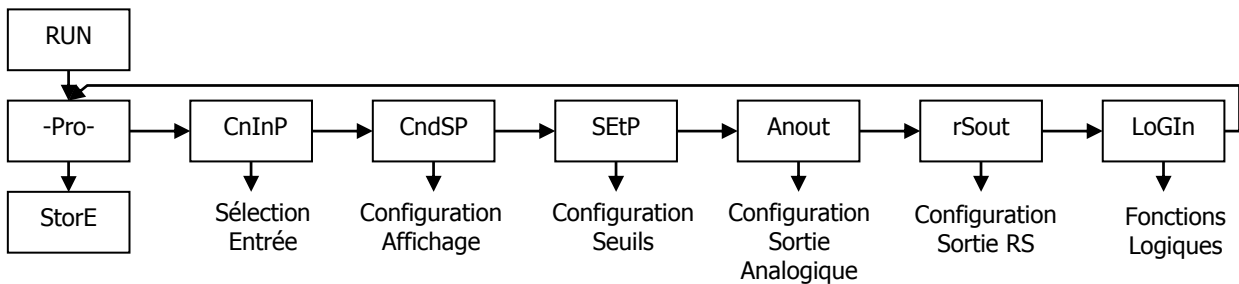 RUN
-Pro-
CnInP
CndSP
SEtP
Anout
rSout
LoGIn
StorE
Sélection
Entrée
Configuration
Affichage
Configuration
Seuils
Configuration
Sortie
Analogique
Configuration
Sortie RS
Fonctions
Logiques